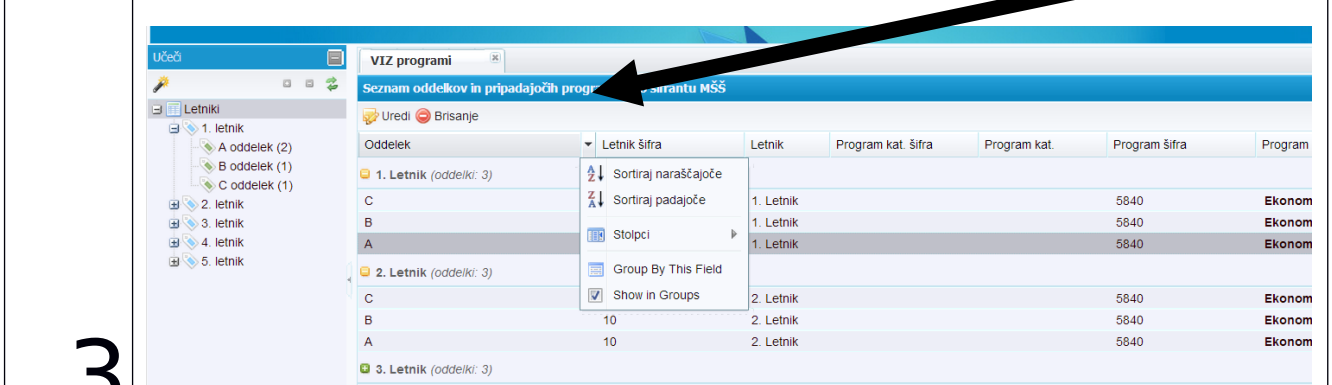 Učeči
VIZ programi
Seznam oddelkov in pripadajočih šifrantu MŠŠ
Uredi Brisanje
Letniki
1. letnik
A oddelek (2)
B oddelek (1)
C oddelek (1)
2. letnik
3. letnik
4. letnik
5. letnik
Oddelek Letnik šifra Letnik Program kat. šifra Program kat. Program šifra Program
1. Letnik (oddelki: 3)
C 1. Letnik 5840 Ekonom
B 1. Letnik 5840 Ekonom
A 1. Letnik 5840 Ekonom
2. Letnik (oddelki: 3)
C 2. Letnik 5840 Ekonom
B 10 2. Letnik 5840 Ekonom
A 10 2. Letnik 5840 Ekonom
3. Letnik (oddelki: 3)
Sortiraj naraščajoče
Sortiraj padajoče
Stolpci
Group By This Field
Show in Groups
3